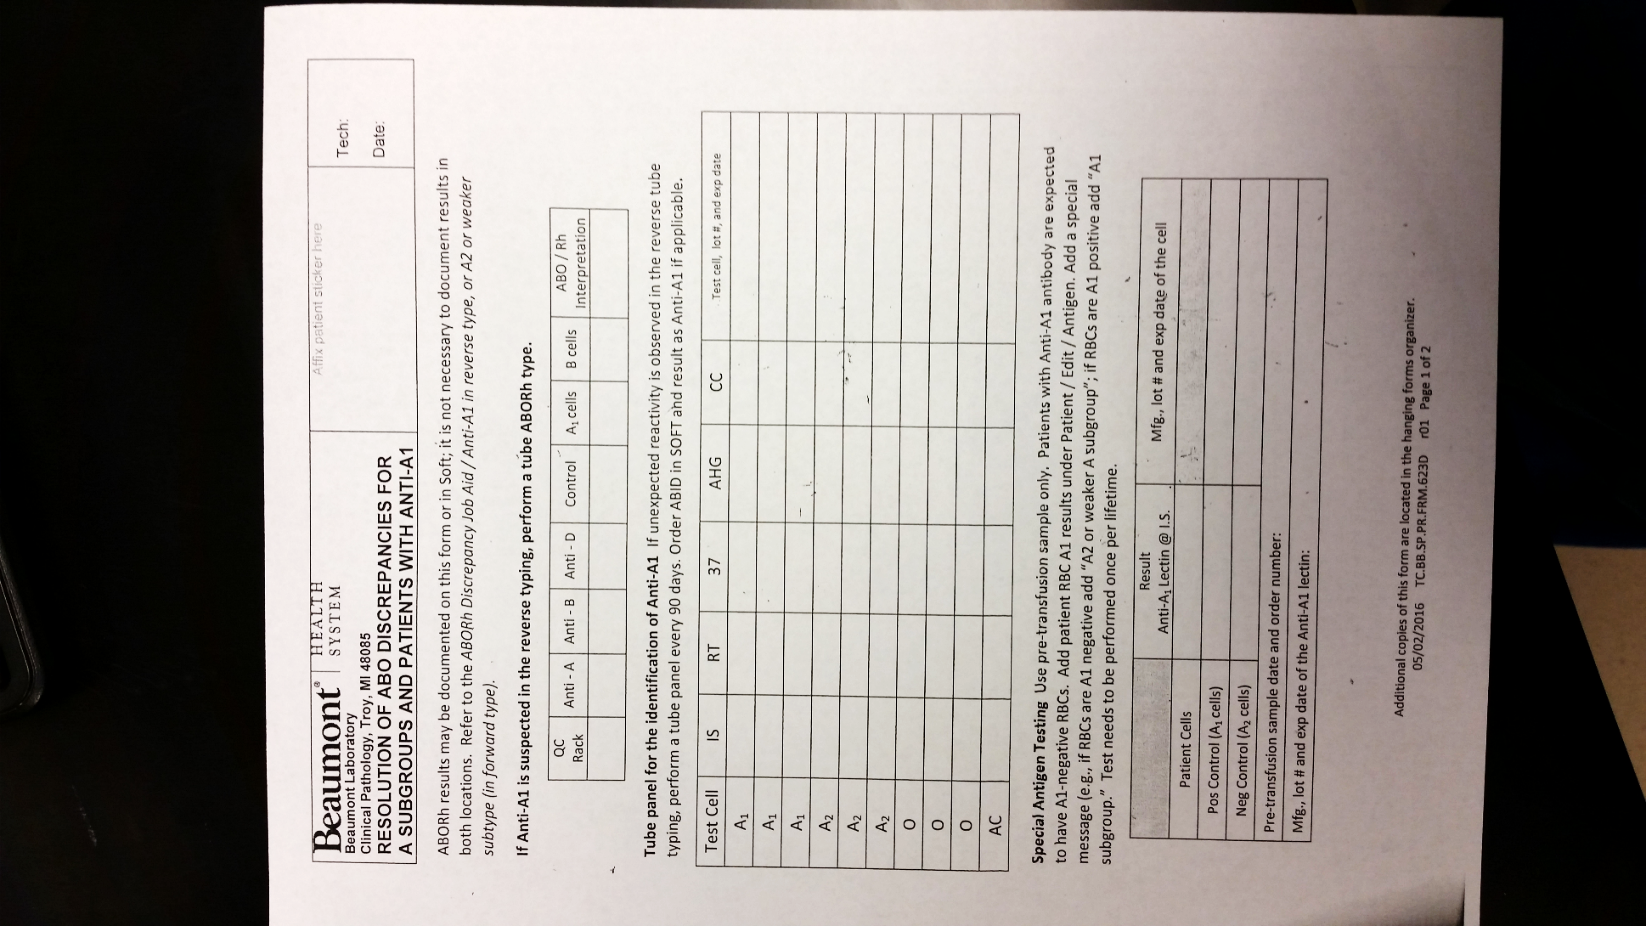 Beaumont® HEALTH SYSTEM
Beaumont Laboratory
Clinical Pathology, Troy, MI 48085
RESOLUTION OF ABO DISCREPANCIES FOR
A SUBGROUPS AND PATIENTS WITH ANTI-A1
Affix patient sticker here
Tech:
Date:
ABORh results may be documented on this form or in Soft; it is not necessary to document results in
both locations. Refer to the ABORh Discrepancy Job Aid / Anti-A1 in reverse type, or A2 or weaker
subtype (in forward type).
If Anti-A1 is suspected in the reverse typing, perform a tube ABORh type.
QC Rack Anti - A Anti - B Anti - D Control A₁ cells B cells ABO / Rh Interpretation
Tube panel for the identification of Anti-A1 If unexpected reactivity is observed in the reverse tube
typing, perform a tube panel every 90 days. Order ABID in SOFT and result as Anti-A1 if applicable.
Test Cell IS RT 37 AHG CC Test cell, lot #, and exp date
A₁
A₁
A₁
A₂
A₂
A₂
O
O
O
AC
Special Antigen Testing Use pre-transfusion sample only. Patients with Anti-A1 antibody are expected
to have A1-negative RBCs. Add patient RBC A1 results under Patient / Edit / Antigen. Add a special
message (e.g., if RBCs are A1 negative add “A2 or weaker A subgroup”; if RBCs are A1 positive add “A1
subgroup.” Test needs to be performed once per lifetime.
Result
Anti-A₁ Lectin @ I.S. Mfg., lot # and exp date of the cell
Patient Cells
Pos Control (A₁ cells)
Neg Control (A₂ cells)
Pre-transfusion sample date and order number:
Mfg., lot # and exp date of the Anti-A1 lectin:
Additional copies of this form are located in the hanging forms organizer.
05/02/2016 TC.BB.SP.PR.FRM.623D r01 Page 1 of 2